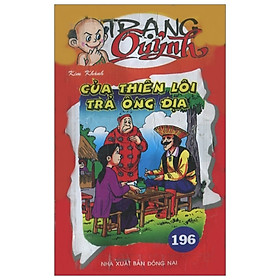 TRẠNG
Quỳnh
Kim Khánh
CỦA THIÊN LÔI
TRẢ ÔNG ĐỊA
196
NHÀ XUẤT BẢN ĐỒNG NAI